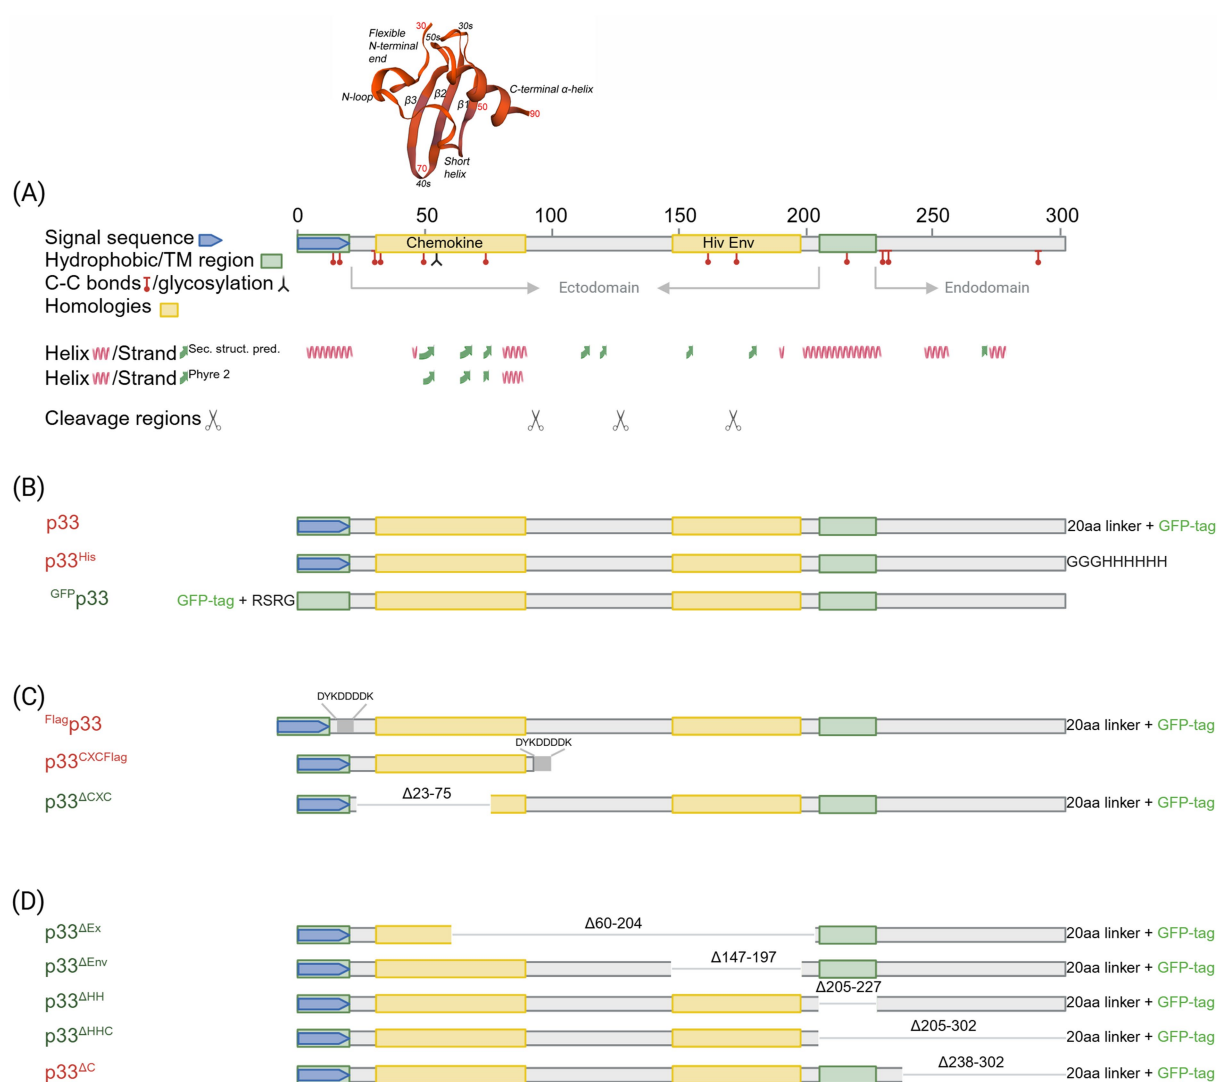 30
30s
50s
Flexible
N-terminal
end
N-loop
β3
β2
β1
50
C-terminal α-helix
90
70
40s
Short
helix
(A)
0 50 100 150 200 250 300
Signal sequence
Chemokine
Hiv Env
Hydrophobic/TM region
C-C bonds /glycosylation
Ectodomain
Endodomain
Homologies
Helix /Strand Sec. struct. pred.
Helix /Strand Phyre 2
Cleavage regions
(B)
p33
20aa linker + GFP-tag
p33His
GGGHHHHHH
GFPp33
GFP-tag + RSRG
(C)
DYKDDDDK
Flagp33
20aa linker + GFP-tag
DYKDDDDK
p33CXCFlag
p33ΔCXC
Δ23-75
20aa linker + GFP-tag
(D)
p33ΔEx
Δ60-204
20aa linker + GFP-tag
p33ΔEnv
Δ147-197
20aa linker + GFP-tag
p33ΔHH
Δ205-227
20aa linker + GFP-tag
p33ΔHHC
Δ205-302
20aa linker + GFP-tag
p33ΔC
Δ238-302
20aa linker + GFP-tag